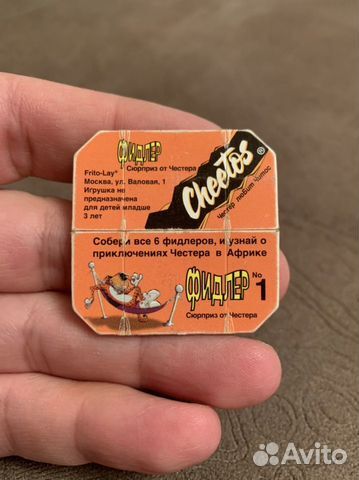 ФИДЛЕР
Сюрприз от Честера
Frito-Lay®
Москва, ул. Валовая, 1
Игрушка не
предназначена
для детей младше
3 лет
Cheetos®
Честер любит Читос
Собери все 6 фидлеров, и узнай о
приключениях Честера в Африке
ФИДЛЕР No 1
Сюрприз от Честера
Avito